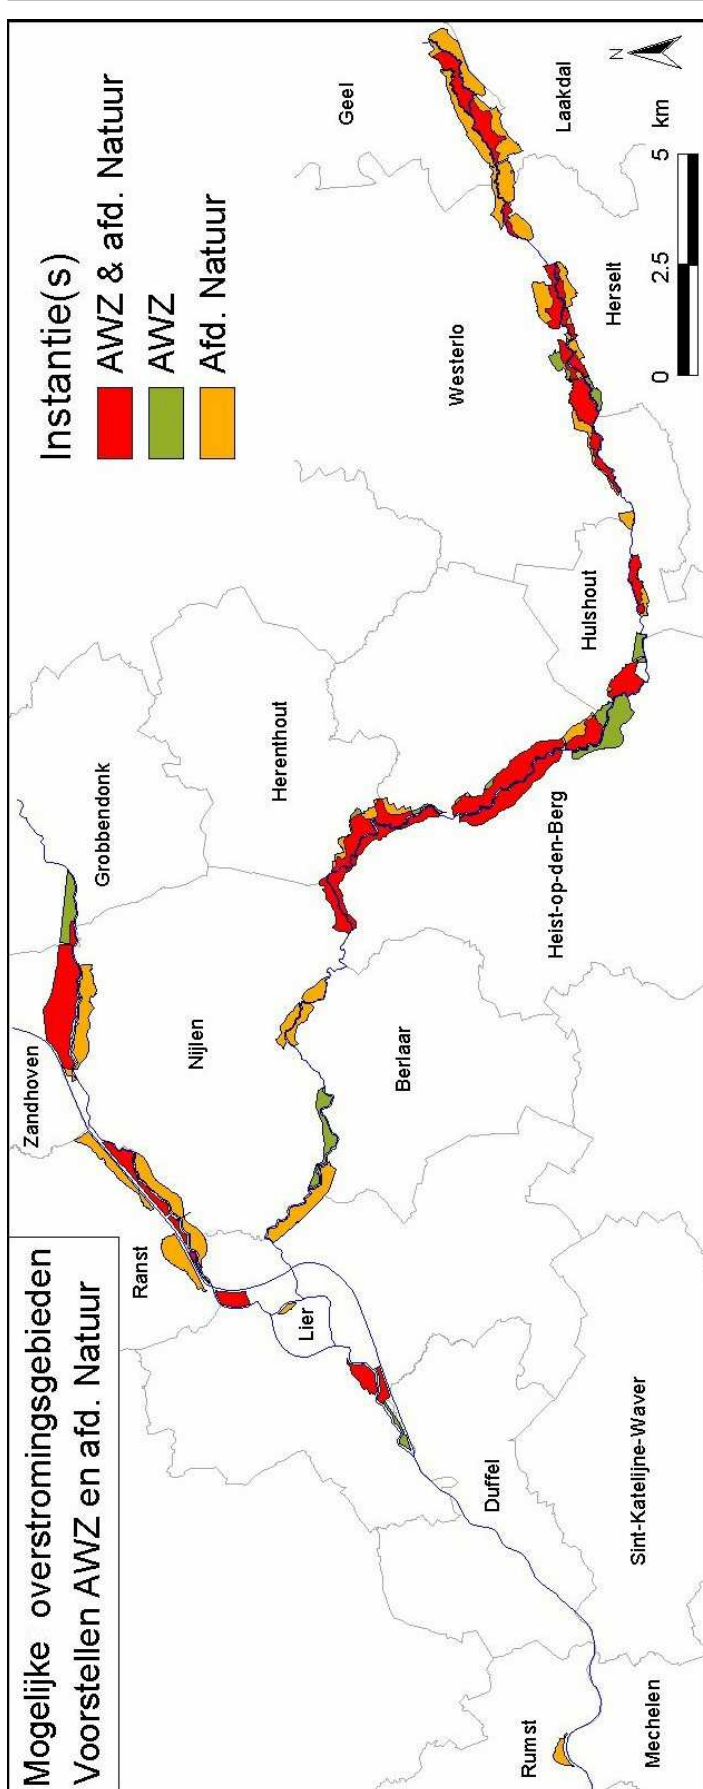 Mogelijke overstromingsgebieden
Voorstellen AWZ en afd. Natuur
Instantie(s)
AWZ & afd. Natuur
AWZ
Afd. Natuur
Zandhoven
Grobbendonk
Ranst
Nijlen
Herenthout
Geel
Lier
Westerlo
Berlaar
Laakdal
Duffel
Heist-op-den-Berg
Hulshout
Herselt
Rumst
Sint-Katelijne-Waver
Mechelen
N
0 2.5 5 km